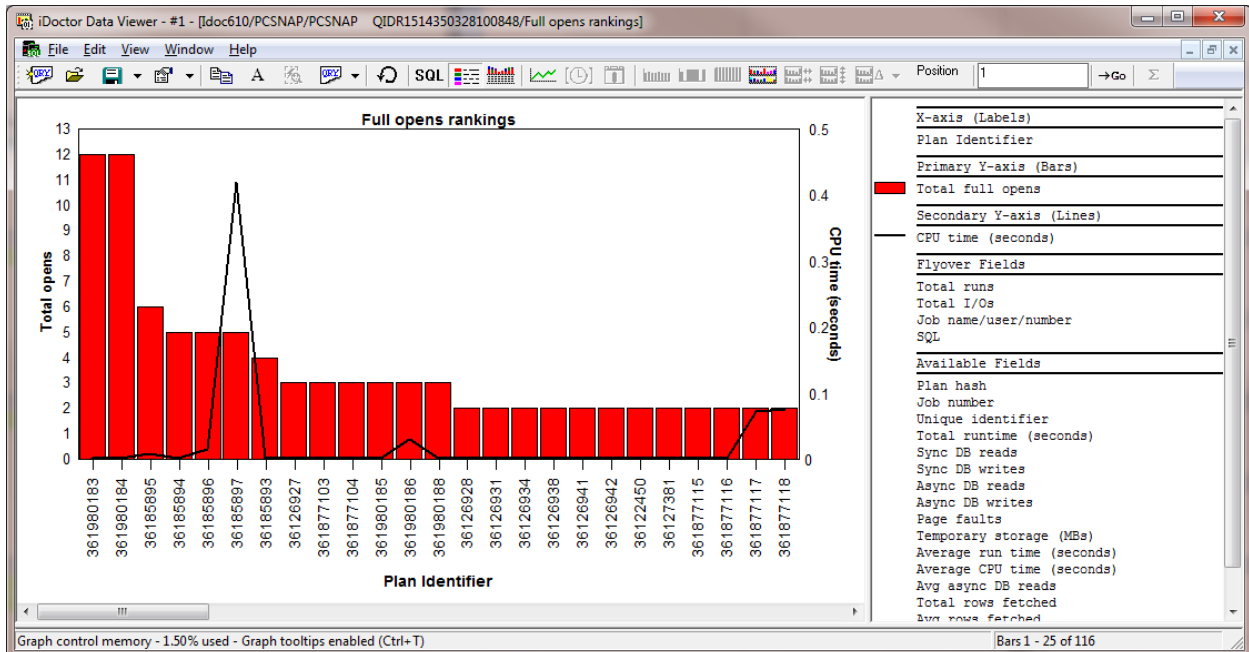 iDoctor Data Viewer - #1 - [Idoc610/PCSNAP/PCSNAP QIDR1514350328100848/Full opens rankings]
File Edit View Window Help
QRY A QRY SQL Position 1 →Go Σ
Full opens rankings
13
12
11
10
9
8
7
6
5
4
3
2
1
0
Total opens
0.5
0.4
0.3
0.2
0.1
0
CPU time (seconds)
361980183
361980184
36185895
36185894
36185896
36185897
36185893
36126927
361877103
361877104
361980185
361980186
361980188
36126928
36126931
36126934
36126938
36126941
36126942
36122450
36127381
361877115
361877116
361877117
361877118
Plan Identifier
X-axis (Labels)
Plan Identifier
Primary Y-axis (Bars)
Total full opens
Secondary Y-axis (Lines)
CPU time (seconds)
Flyover Fields
Total runs
Total I/Os
Job name/user/number
SQL
Available Fields
Plan hash
Job number
Unique identifier
Total runtime (seconds)
Sync DB reads
Sync DB writes
Async DB reads
Async DB writes
Page faults
Temporary storage (MBs)
Average run time (seconds)
Average CPU time (seconds)
Avg async DB reads
Total rows fetched
Avg rows fetched
Graph control memory - 1.50% used - Graph tooltips enabled (Ctrl+T)
Bars 1 - 25 of 116